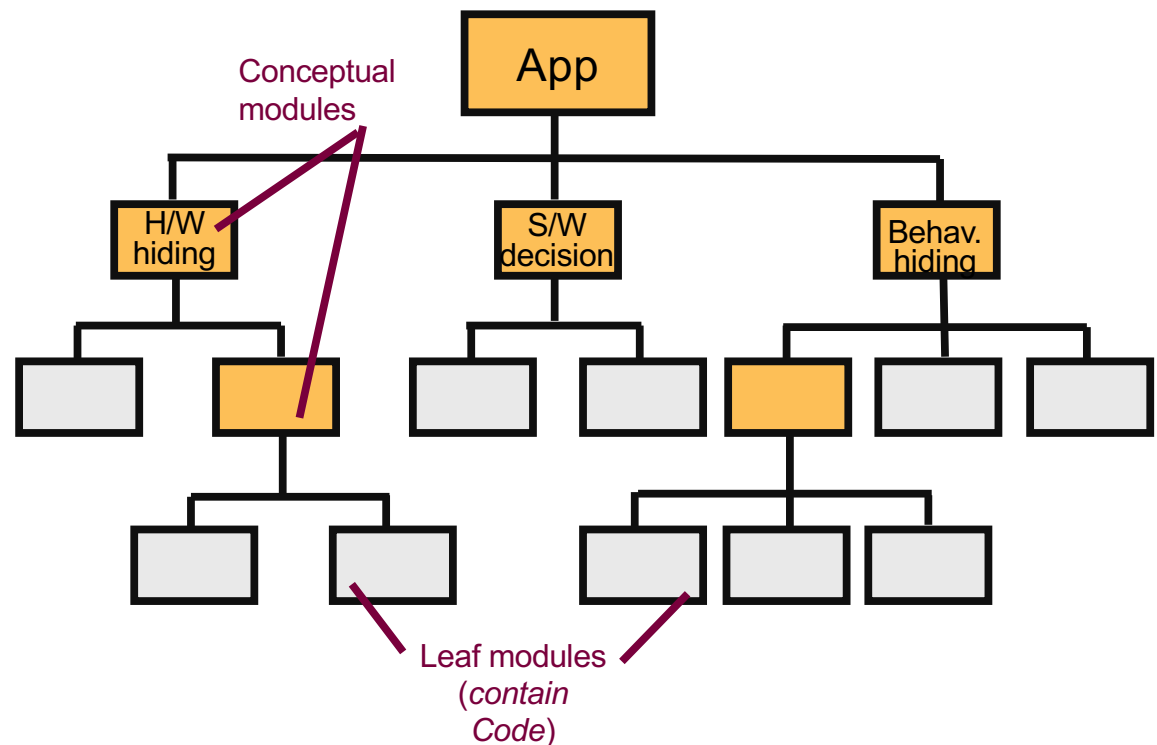 App
Conceptual
modules
H/W
hiding
S/W
decision
Behav.
hiding
Leaf modules
(contain
Code)